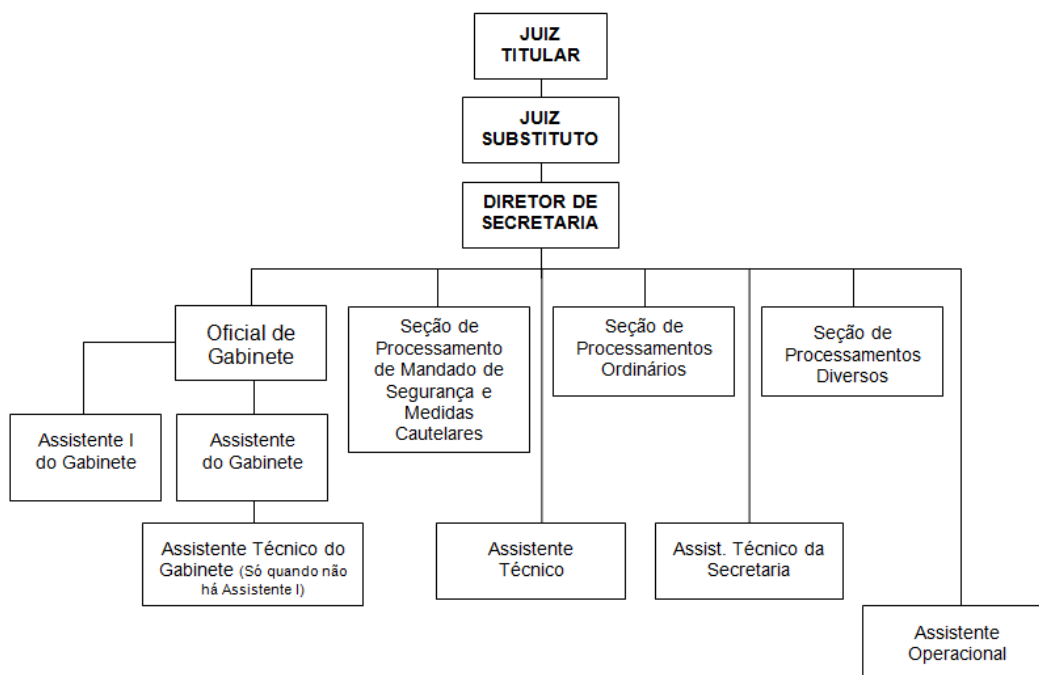 JUIZ
TITULAR
JUIZ
SUBSTITUTO
DIRETOR DE
SECRETARIA
Oficial de
Gabinete
Seção de
Processamento
de Mandado de
Segurança e
Medidas
Cautelares
Seção de
Processamentos
Ordinários
Seção de
Processamentos
Diversos
Assistente I
do Gabinete
Assistente
do Gabinete
Assistente Técnico do
Gabinete (Só quando não
há Assistente I)
Assistente
Técnico
Assist. Técnico da
Secretaria
Assistente
Operacional